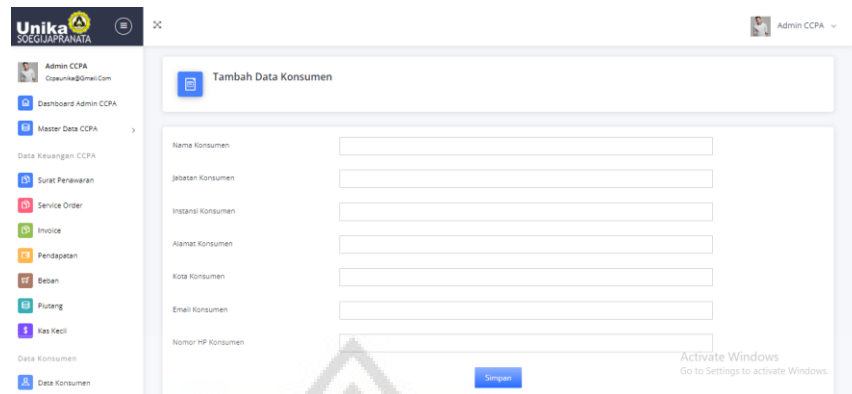 Unika
SOEGIJAPRANATA
Admin CCPA
Admin CCPA
Ccpaunika@Gmail.Com
Dashboard Admin CCPA
Master Data CCPA
Data Keuangan CCPA
Surat Penawaran
Service Order
Invoice
Pendapatan
Beban
Piutang
Kas Kecil
Data Konsumen
Data Konsumen
Tambah Data Konsumen
Nama Konsumen
Jabatan Konsumen
Instansi Konsumen
Alamat Konsumen
Kota Konsumen
Email Konsumen
Nomor HP Konsumen
Simpan
Activate Windows
Go to Settings to activate Windows.